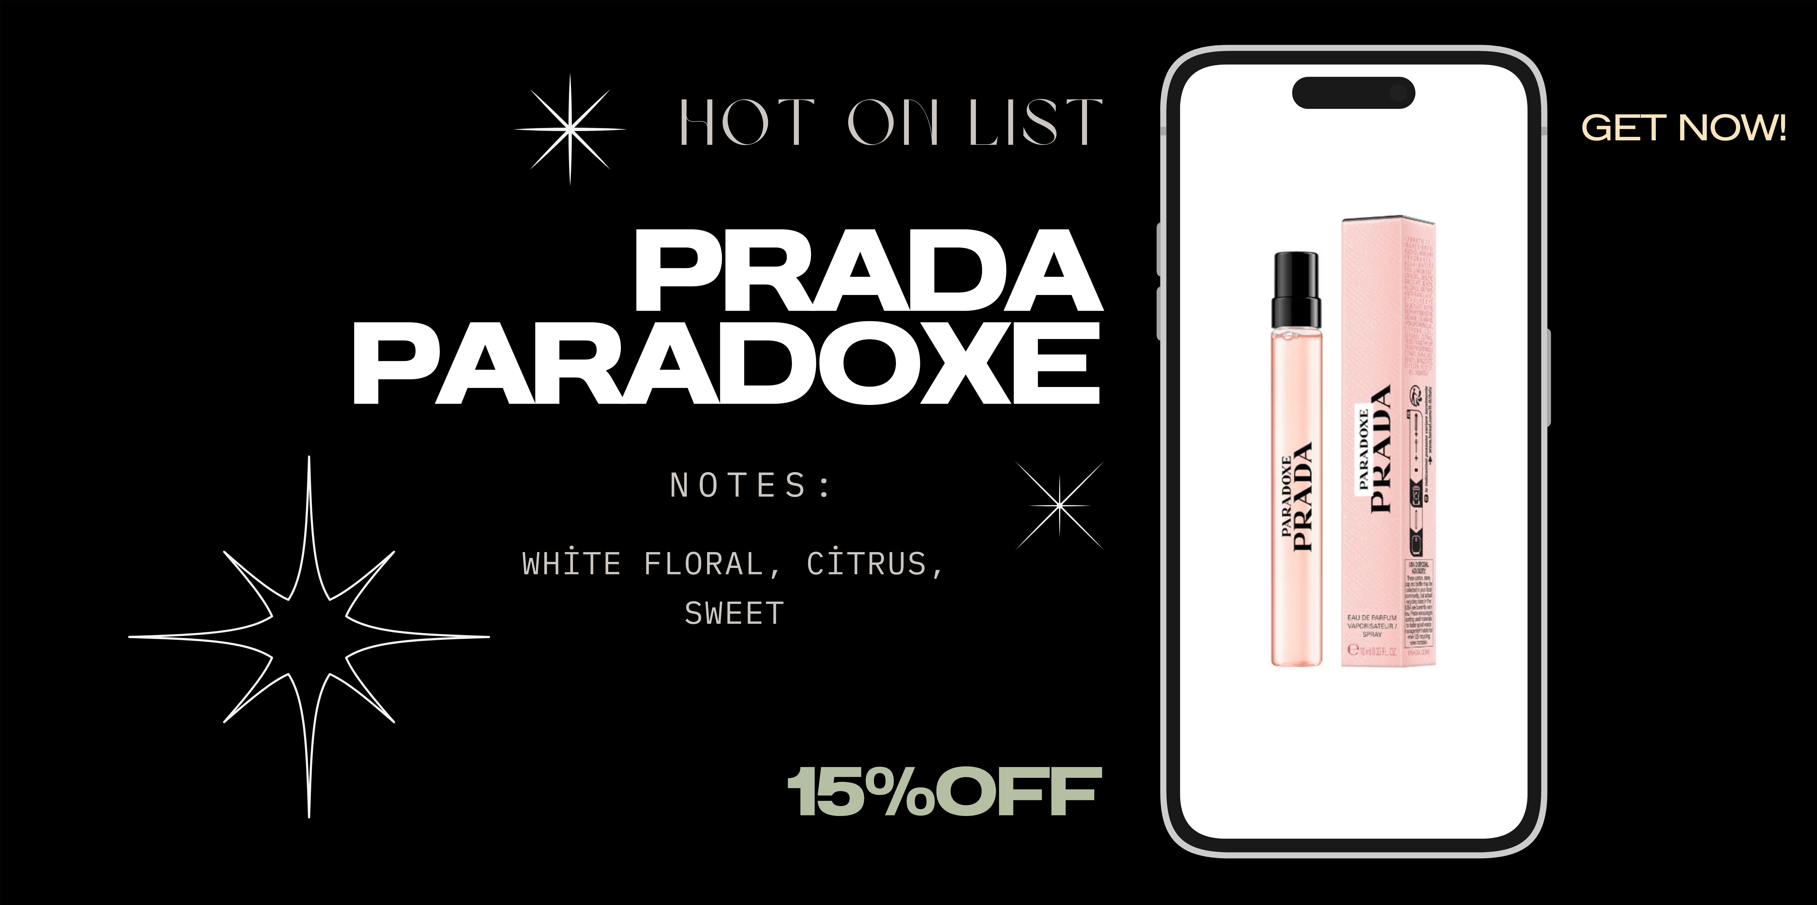 HOT ON LIST
GET NOW!
PRADA
PARADOXE
NOTES:
WHİTE FLORAL, CİTRUS,
SWEET
15%OFF
PARADOXE
PRADA
PARADOXE
PRADA
EAU DE PARFUM
VAPORISATEUR /
SPRAY